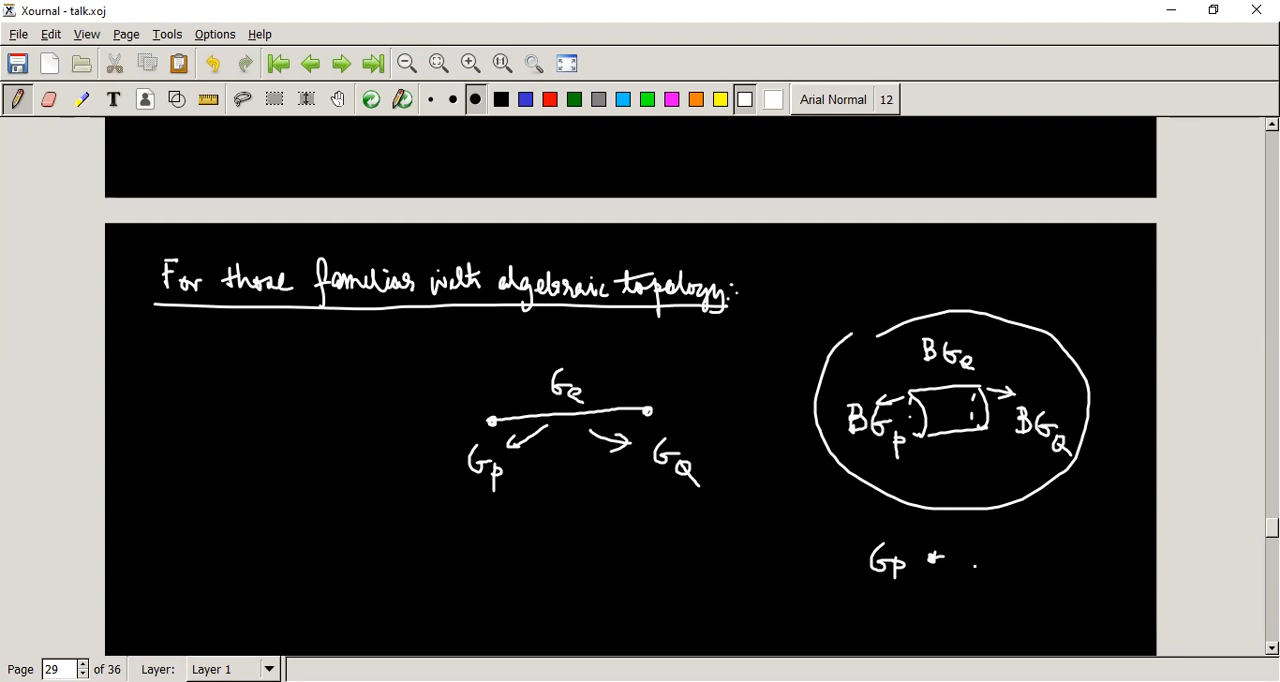 Xournal - talk.xoj
File Edit View Page Tools Options Help
Arial Normal 12
For those familiar with algebraic topology:
G_e
G_P G_Q
BG_e
BG_P BG_Q
G_P *
Page 29 of 36 Layer: Layer 1